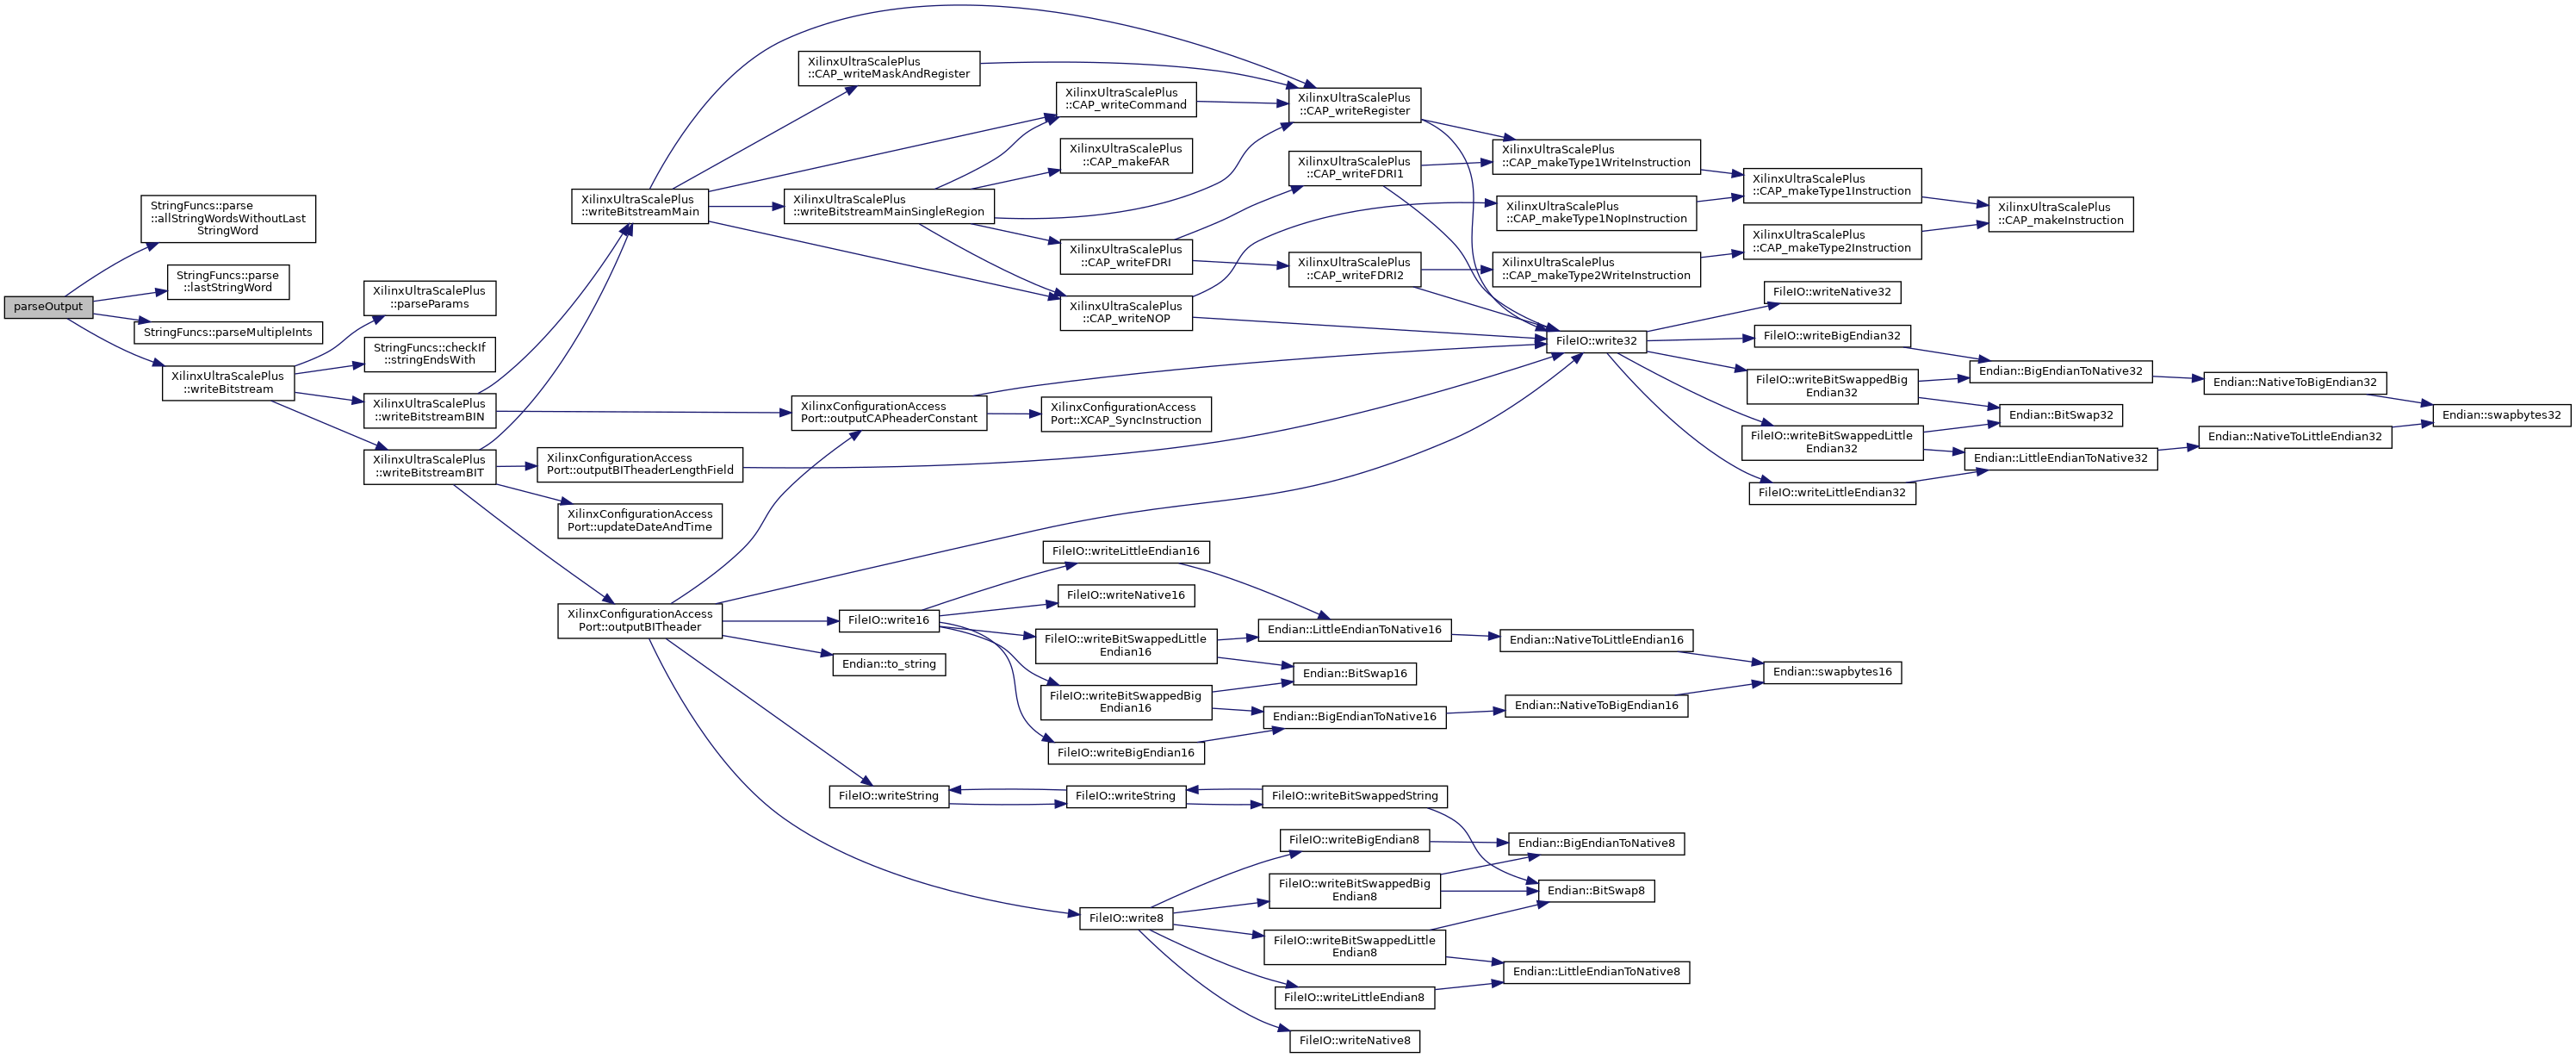 parseOutput
StringFuncs::parse
::allStringWordsWithoutLast
StringWord
StringFuncs::parse
::lastStringWord
StringFuncs::parseMultipleInts
XilinxUltraScalePlus
::writeBitstream
XilinxUltraScalePlus
::parseParams
StringFuncs::checkIf
::stringEndsWith
XilinxUltraScalePlus
::writeBitstreamBIN
XilinxUltraScalePlus
::writeBitstreamBIT
XilinxUltraScalePlus
::writeBitstreamMain
XilinxConfigurationAccess
Port::outputBITheaderLengthField
XilinxConfigurationAccess
Port::updateDateAndTime
XilinxConfigurationAccess
Port::outputBITheader
XilinxUltraScalePlus
::CAP_writeMaskAndRegister
XilinxUltraScalePlus
::writeBitstreamMainSingleRegion
XilinxConfigurationAccess
Port::outputCAPheaderConstant
FileIO::write16
Endian::to_string
FileIO::writeString
XilinxUltraScalePlus
::CAP_writeCommand
XilinxUltraScalePlus
::CAP_makeFAR
XilinxUltraScalePlus
::CAP_writeFDRI
XilinxUltraScalePlus
::CAP_writeNOP
XilinxConfigurationAccess
Port::XCAP_SyncInstruction
FileIO::writeLittleEndian16
FileIO::writeNative16
FileIO::writeBitSwappedLittle
Endian16
FileIO::writeBitSwappedBig
Endian16
FileIO::writeBigEndian16
FileIO::writeString
FileIO::write8
XilinxUltraScalePlus
::CAP_writeRegister
XilinxUltraScalePlus
::CAP_writeFDRI1
XilinxUltraScalePlus
::CAP_writeFDRI2
Endian::LittleEndianToNative16
Endian::BitSwap16
Endian::BigEndianToNative16
FileIO::writeBitSwappedString
FileIO::writeBigEndian8
FileIO::writeBitSwappedBig
Endian8
FileIO::writeBitSwappedLittle
Endian8
FileIO::writeLittleEndian8
FileIO::writeNative8
XilinxUltraScalePlus
::CAP_makeType1WriteInstruction
XilinxUltraScalePlus
::CAP_makeType1NopInstruction
XilinxUltraScalePlus
::CAP_makeType2WriteInstruction
FileIO::write32
Endian::NativeToLittleEndian16
Endian::NativeToBigEndian16
Endian::BigEndianToNative8
Endian::BitSwap8
Endian::LittleEndianToNative8
XilinxUltraScalePlus
::CAP_makeType1Instruction
XilinxUltraScalePlus
::CAP_makeType2Instruction
FileIO::writeNative32
FileIO::writeBigEndian32
FileIO::writeBitSwappedBig
Endian32
FileIO::writeBitSwappedLittle
Endian32
FileIO::writeLittleEndian32
Endian::swapbytes16
XilinxUltraScalePlus
::CAP_makeInstruction
Endian::BigEndianToNative32
Endian::BitSwap32
Endian::LittleEndianToNative32
Endian::NativeToBigEndian32
Endian::NativeToLittleEndian32
Endian::swapbytes32